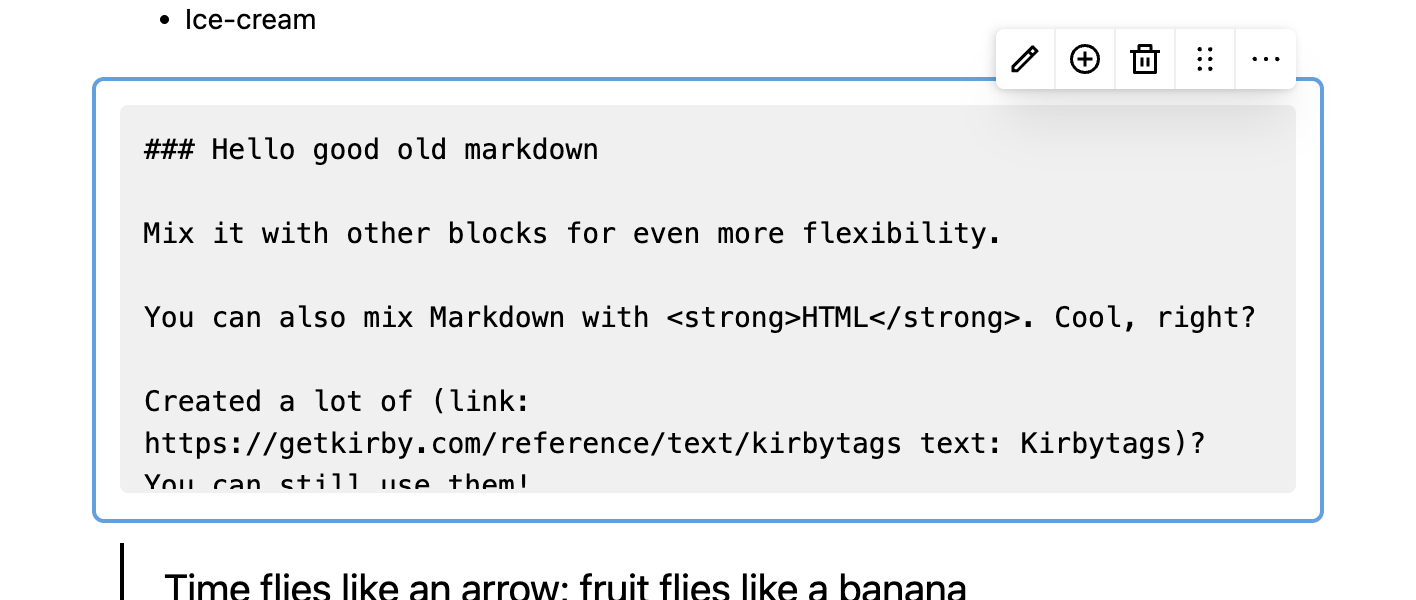 Ice-cream
### Hello good old markdown
Mix it with other blocks for even more flexibility.
You can also mix Markdown with <strong>HTML</strong>. Cool, right?
Created a lot of (link:
https://getkirby.com/reference/text/kirbytags text: Kirbytags)?
You can still use them!
Time flies like an arrow; fruit flies like a banana